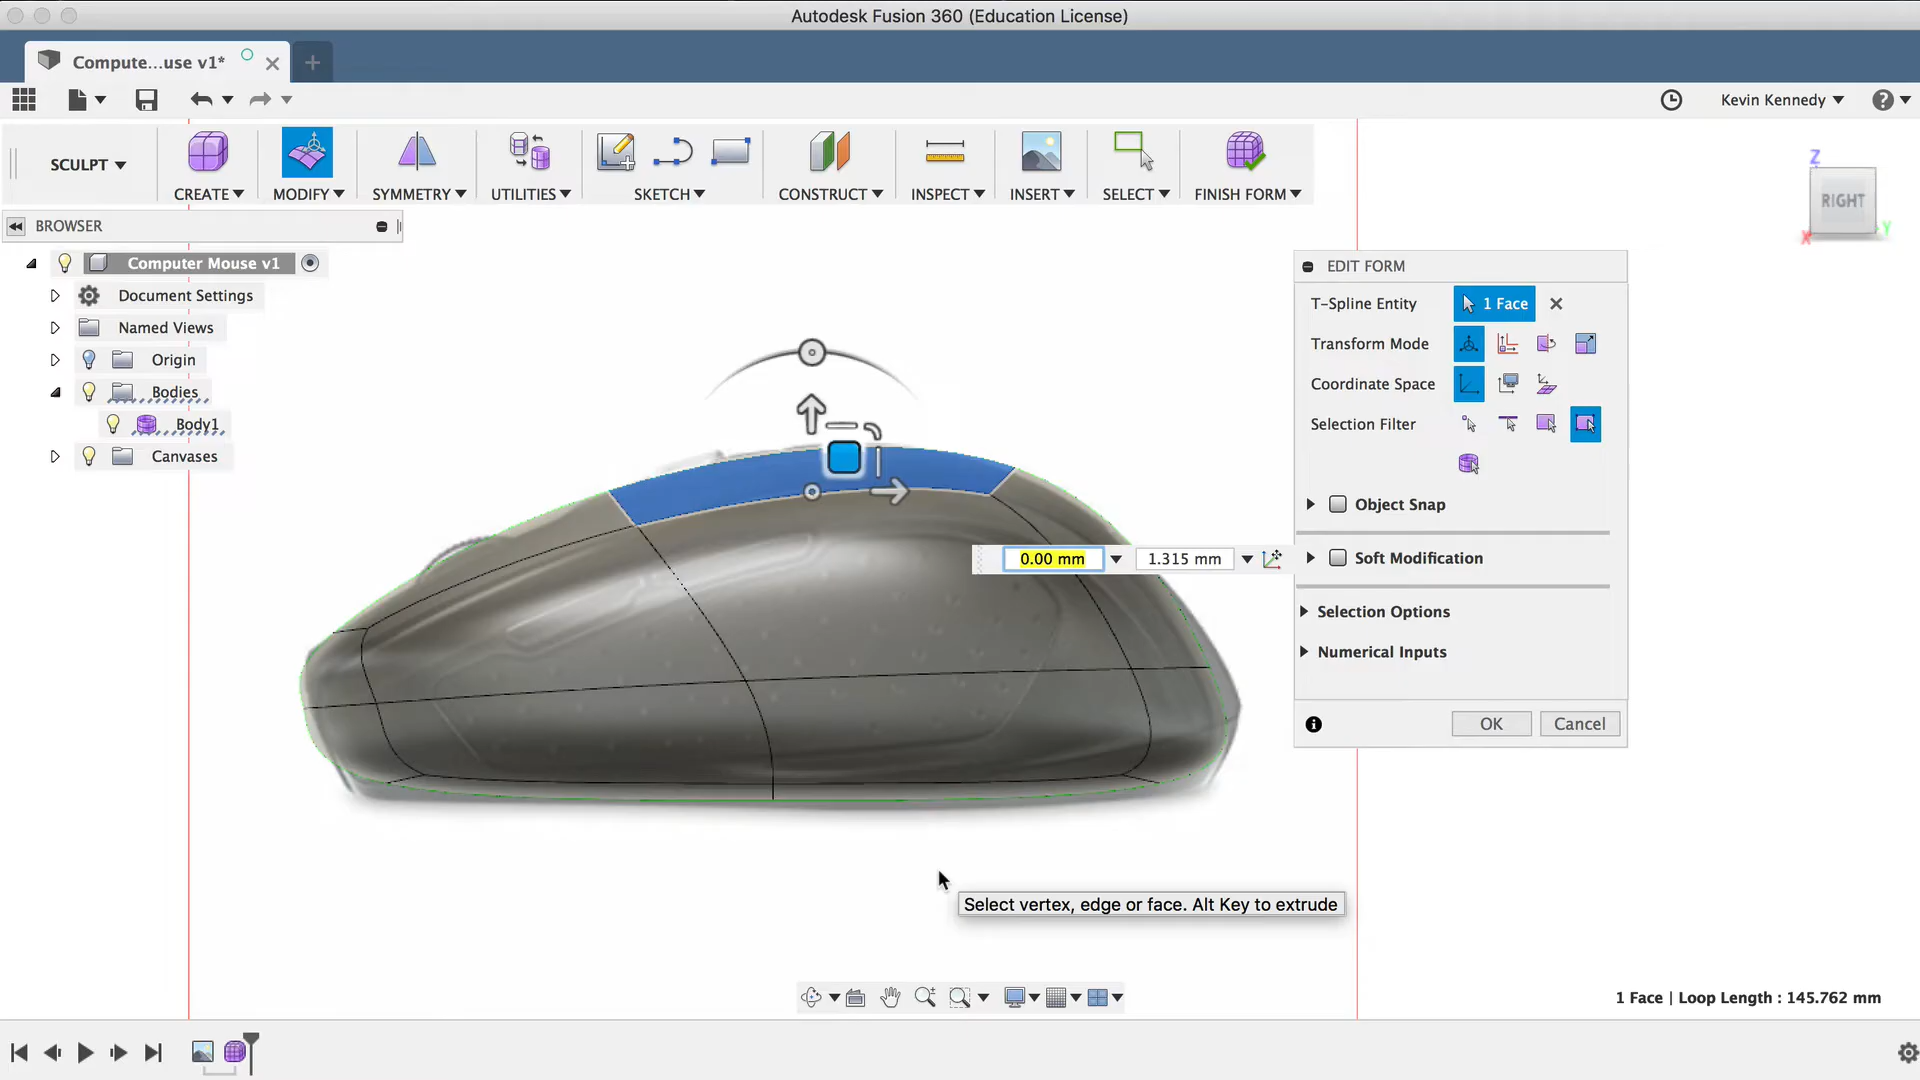 Autodesk Fusion 360 (Education License)
Compute...use v1*
Kevin Kennedy
SCULPT
CREATE
MODIFY
SYMMETRY
UTILITIES
SKETCH
CONSTRUCT
INSPECT
INSERT
SELECT
FINISH FORM
Z
RIGHT
X
Y
BROWSER
Computer Mouse v1
Document Settings
Named Views
Origin
Bodies
Body1
Canvases
EDIT FORM
T-Spline Entity
1 Face
Transform Mode
Coordinate Space
Selection Filter
Object Snap
0.00 mm
1.315 mm
Soft Modification
Selection Options
Numerical Inputs
OK
Cancel
Select vertex, edge or face. Alt Key to extrude
1 Face | Loop Length : 145.762 mm